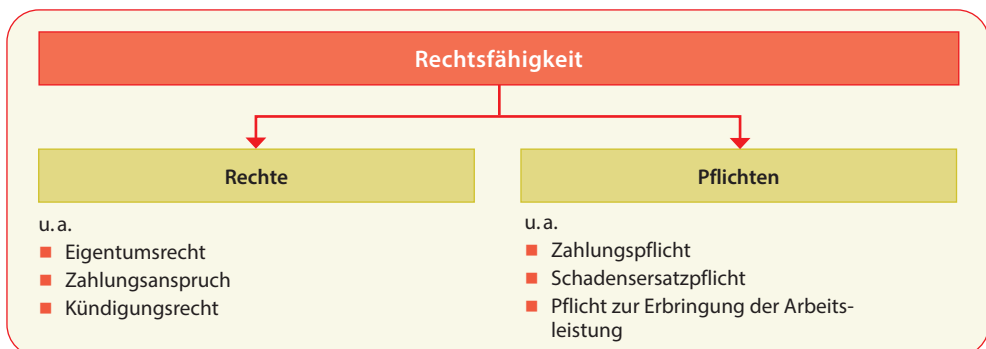 Rechtsfähigkeit
Rechte
u. a.
Eigentumsrecht
Zahlungsanspruch
Kündigungsrecht
Pflichten
u. a.
Zahlungspflicht
Schadensersatzpflicht
Pflicht zur Erbringung der Arbeits-
leistung